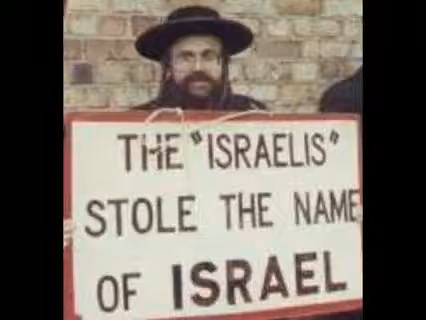 THE "ISRAELIS"
STOLE THE NAME
OF ISRAEL